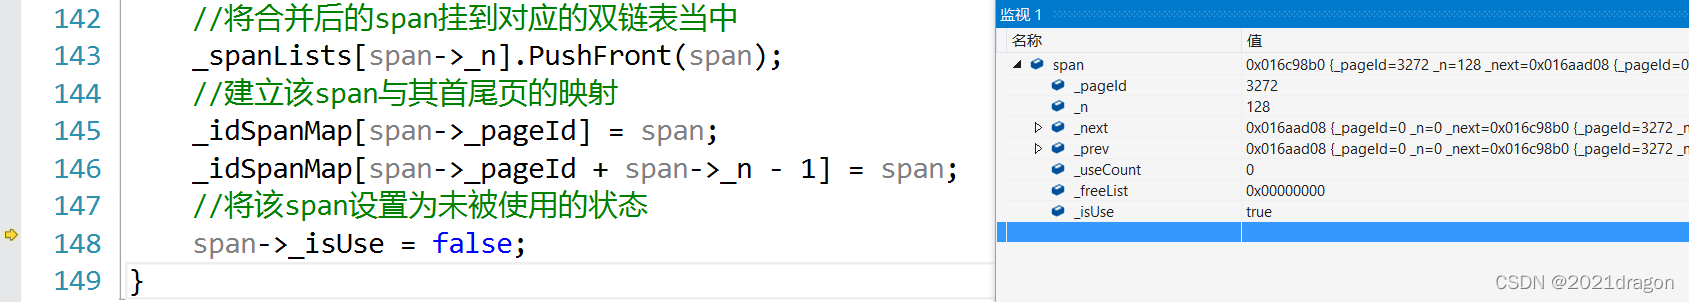 142 //将合并后的span挂到对应的双链表当中
143 _spanLists[span->_n].PushFront(span);
144 //建立该span与其首尾页的映射
145 _idSpanMap[span->_pageId] = span;
146 _idSpanMap[span->_pageId + span->_n - 1] = span;
147 //将该span设置为未被使用的状态
148 span->_isUse = false;
149 }
监视 1
名称 值
span 0x016c98b0 {_pageId=3272 _n=128 _next=0x016aad08 {_pageId=0
_pageId 3272
_n 128
_next 0x016aad08 {_pageId=0 _n=0 _next=0x016c98b0 {_pageId=3272 _n
_prev 0x016aad08 {_pageId=0 _n=0 _next=0x016c98b0 {_pageId=3272 _n
_useCount 0
_freeList 0x00000000
_isUse true
CSDN @2021dragon